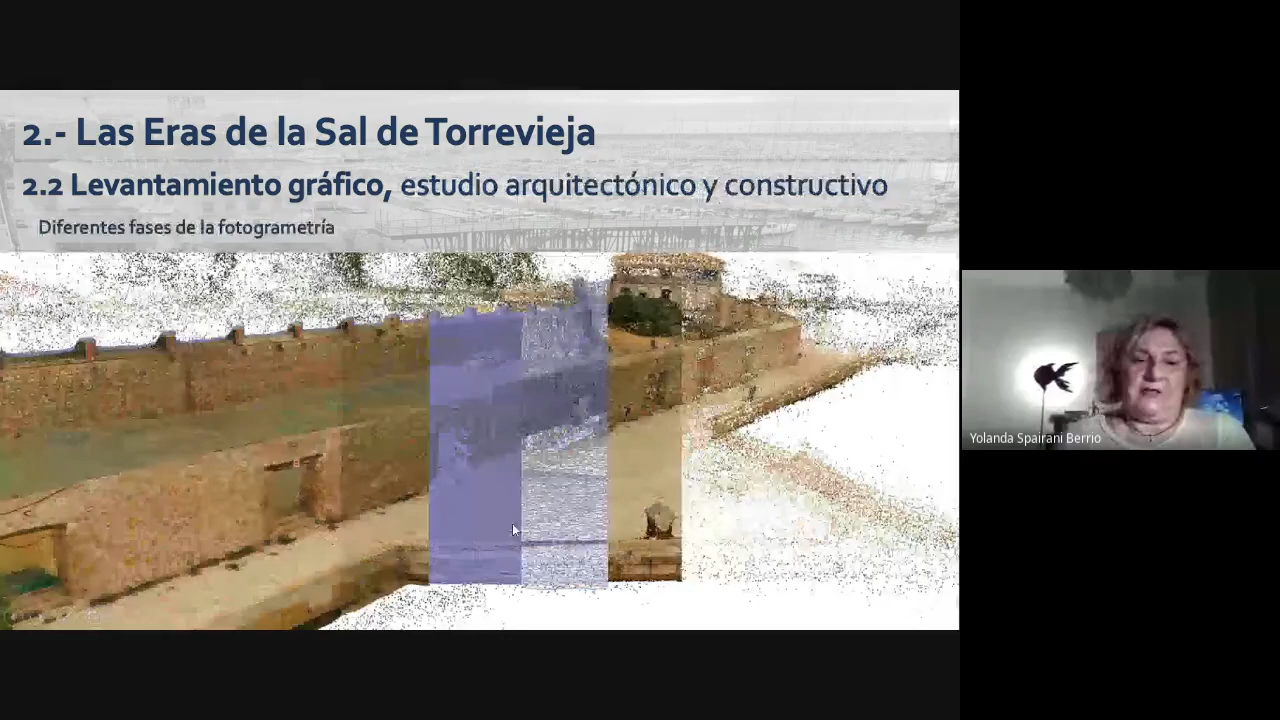 2.- Las Eras de la Sal de Torrevieja
2.2 Levantamiento gráfico, estudio arquitectónico y constructivo
Diferentes fases de la fotogrametría
Yolanda Spairani Berrio